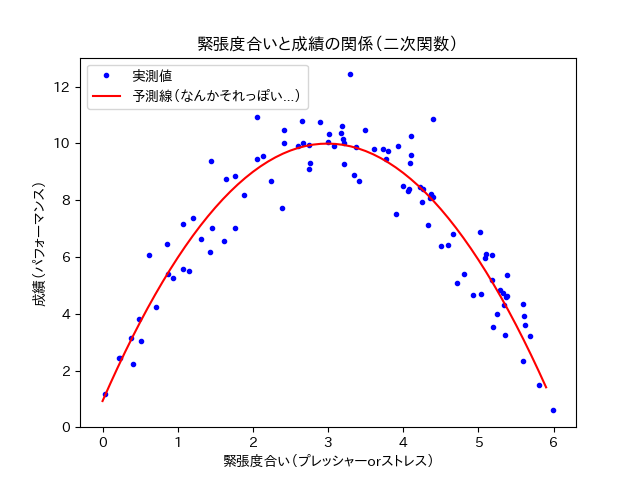 緊張度合いと成績の関係（二次関数）
実測値
予測線（なんかそれっぽい...）
12
10
8
6
4
2
0
成績（パフォーマンス）
0 1 2 3 4 5 6
緊張度合い（プレッシャーorストレス）